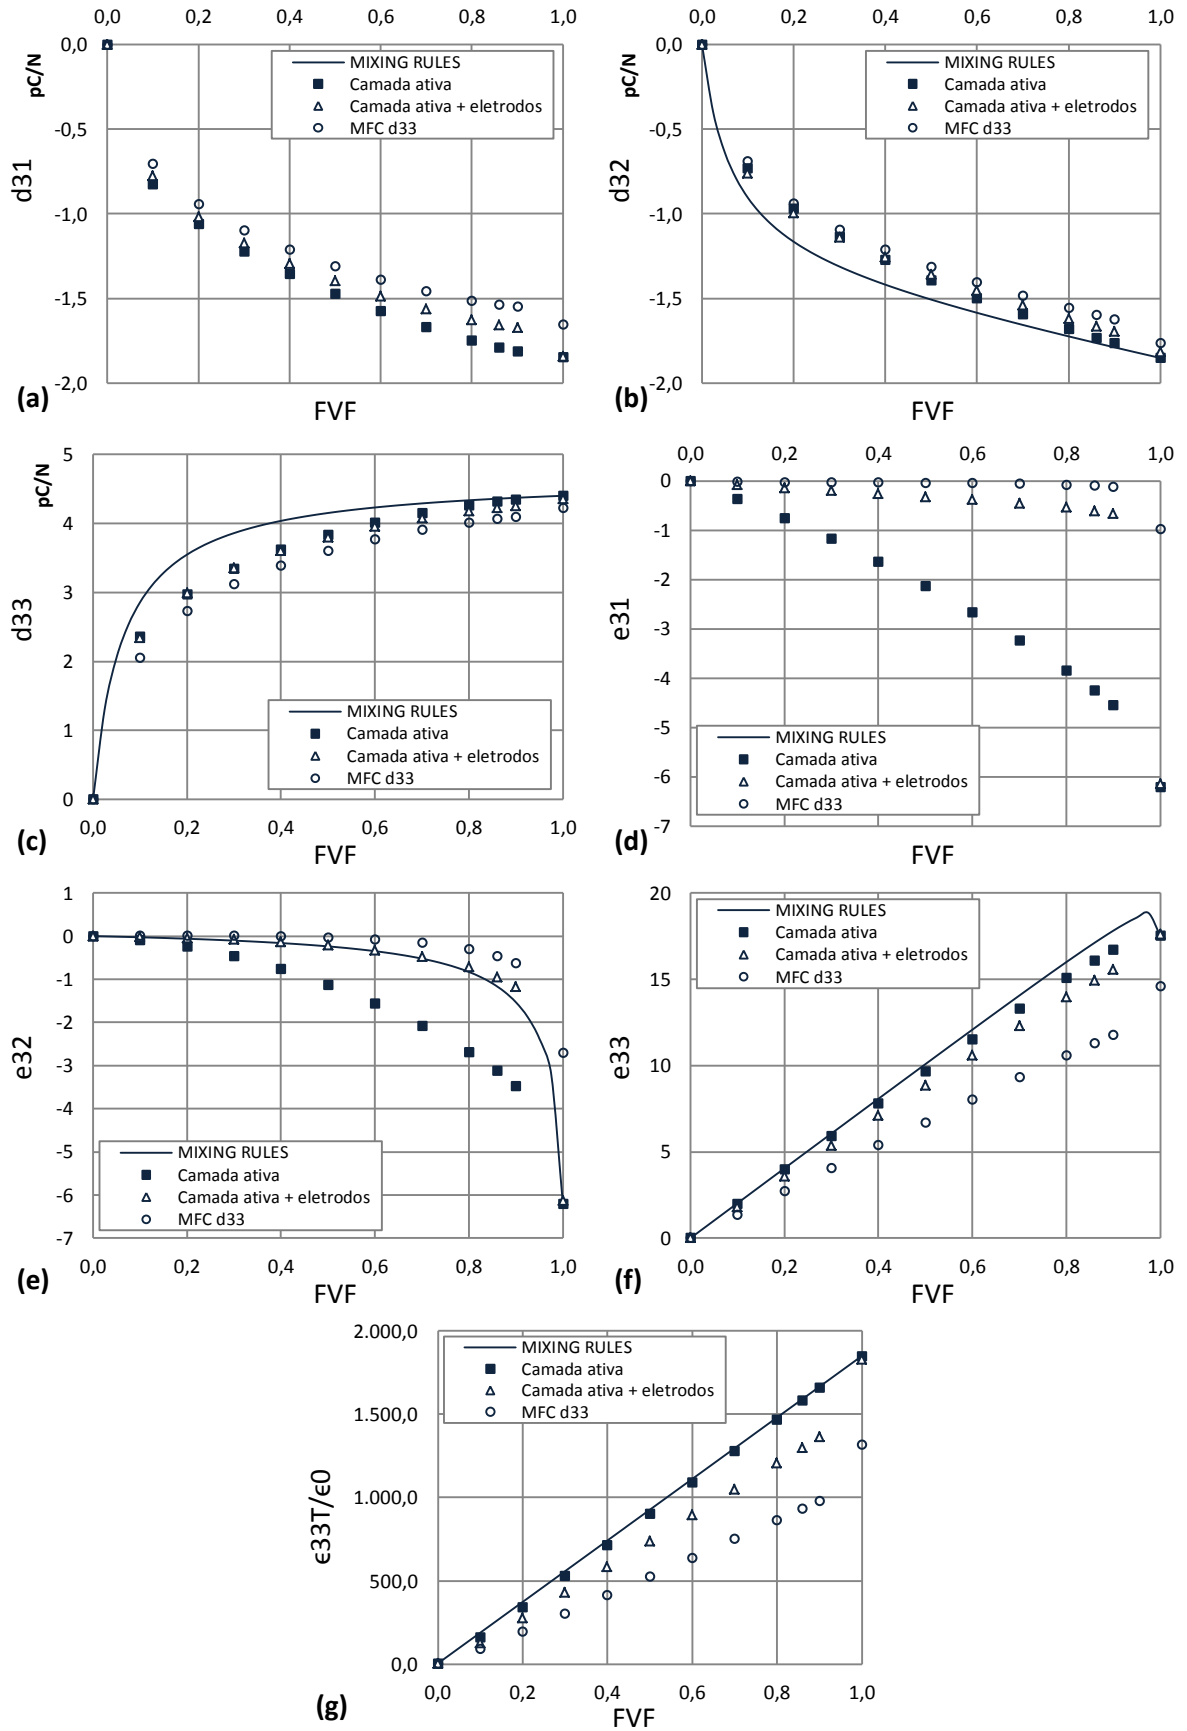 0,0 0,2 0,4 0,6 0,8 1,0
0,0
-0,5
-1,0
-1,5
-2,0
pC/N
d31
MIXING RULES
Camada ativa
Camada ativa + eletrodos
MFC d33
(a)
FVF
0,0 0,2 0,4 0,6 0,8 1,0
0,0
-0,5
-1,0
-1,5
-2,0
pC/N
d32
MIXING RULES
Camada ativa
Camada ativa + eletrodos
MFC d33
(b)
FVF
5
4
3
2
1
0
pC/N
d33
MIXING RULES
Camada ativa
Camada ativa + eletrodos
MFC d33
0,0 0,2 0,4 0,6 0,8 1,0
(c)
FVF
0,0 0,2 0,4 0,6 0,8 1,0
0
-1
-2
-3
-4
-5
-6
-7
e31
MIXING RULES
Camada ativa
Camada ativa + eletrodos
MFC d33
(d)
FVF
1
0
-1
-2
-3
-4
-5
-6
-7
e32
MIXING RULES
Camada ativa
Camada ativa + eletrodos
MFC d33
0,0 0,2 0,4 0,6 0,8 1,0
(e)
FVF
20
15
10
5
0
e33
MIXING RULES
Camada ativa
Camada ativa + eletrodos
MFC d33
0,0 0,2 0,4 0,6 0,8 1,0
(f)
FVF
2.000,0
1.500,0
1.000,0
500,0
0,0
ϵ33T/ϵ0
MIXING RULES
Camada ativa
Camada ativa + eletrodos
MFC d33
0,0 0,2 0,4 0,6 0,8 1,0
(g)
FVF